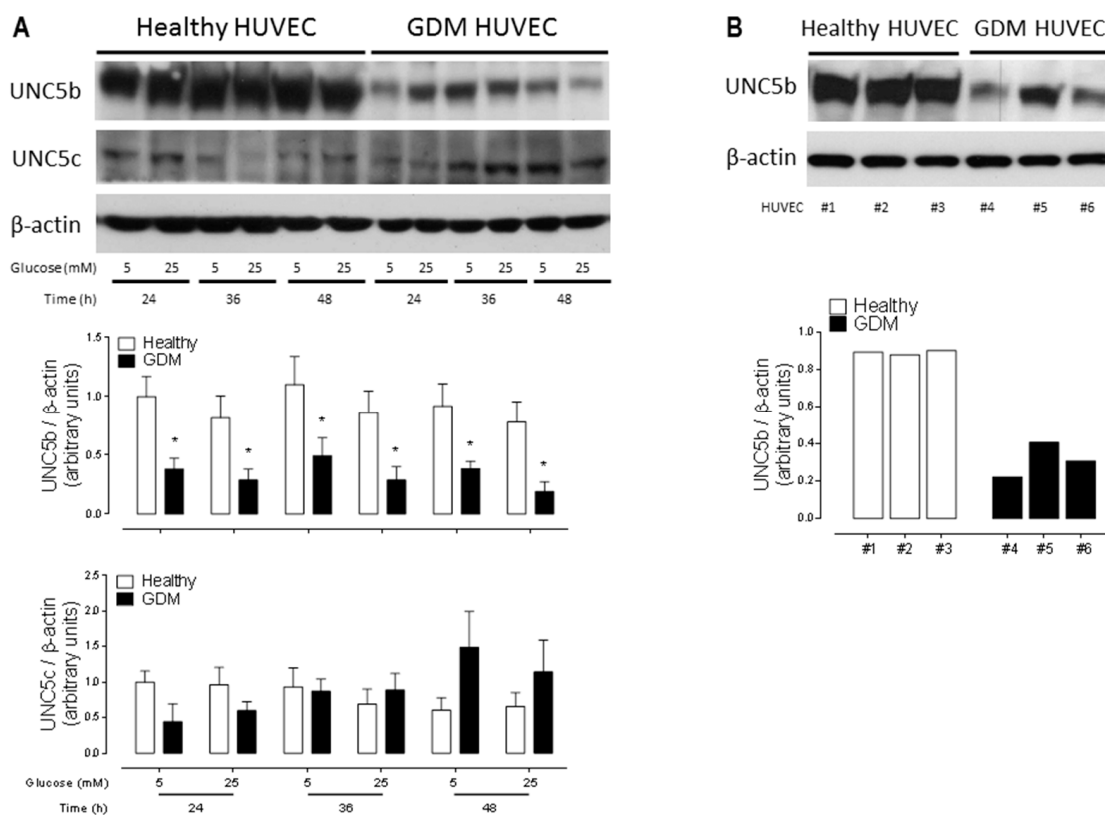 A
Healthy HUVEC GDM HUVEC
UNC5b
UNC5c
β-actin
Glucose (mM) 5 25 5 25 5 25 5 25 5 25 5 25
Time (h) 24 36 48 24 36 48
Healthy
GDM
UNC5b / β-actin
(arbitrary units)
1.5
1.0
0.5
0.0
* * * * * *
Healthy
GDM
UNC5c / β-actin
(arbitrary units)
2.5
2.0
1.5
1.0
0.5
0.0
Glucose (mM) 5 25 5 25 5 25
Time (h) 24 36 48
B
Healthy HUVEC GDM HUVEC
UNC5b
β-actin
HUVEC #1 #2 #3 #4 #5 #6
Healthy
GDM
UNC5b / β-actin
(arbitrary units)
1.0
0.8
0.6
0.4
0.2
0.0
#1 #2 #3 #4 #5 #6